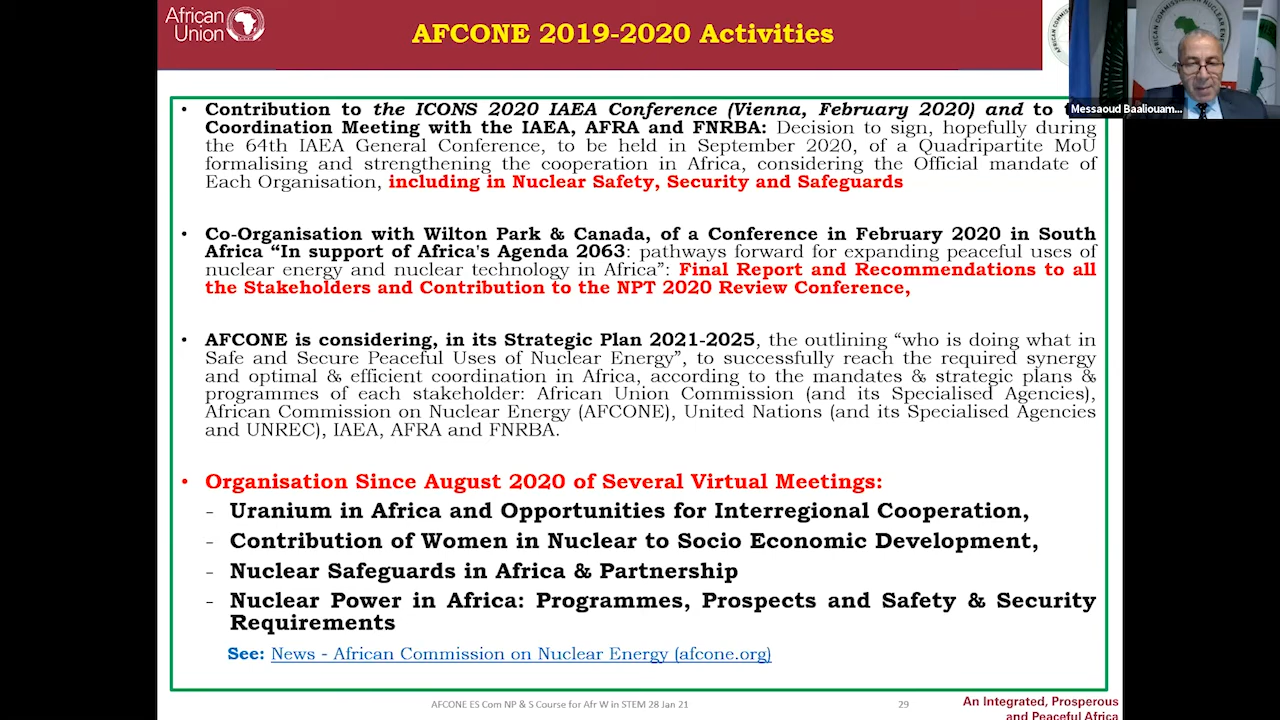 African
Union
AFCONE 2019-2020 Activities
AFRICAN COMMISSION ON NUCLEAR
Messaoud Baaliouam...
• Contribution to the ICONS 2020 IAEA Conference (Vienna, February 2020) and to
Coordination Meeting with the IAEA, AFRA and FNRBA: Decision to sign, hopefully during
the 64th IAEA General Conference, to be held in September 2020, of a Quadripartite MoU
formalising and strengthening the cooperation in Africa, considering the Official mandate of
Each Organisation, including in Nuclear Safety, Security and Safeguards
• Co-Organisation with Wilton Park & Canada, of a Conference in February 2020 in South
Africa “In support of Africa's Agenda 2063: pathways forward for expanding peaceful uses of
nuclear energy and nuclear technology in Africa”: Final Report and Recommendations to all
the Stakeholders and Contribution to the NPT 2020 Review Conference,
• AFCONE is considering, in its Strategic Plan 2021-2025, the outlining “who is doing what in
Safe and Secure Peaceful Uses of Nuclear Energy”, to successfully reach the required synergy
and optimal & efficient coordination in Africa, according to the mandates & strategic plans &
programmes of each stakeholder: African Union Commission (and its Specialised Agencies),
African Commission on Nuclear Energy (AFCONE), United Nations (and its Specialised Agencies
and UNREC), IAEA, AFRA and FNRBA.
• Organisation Since August 2020 of Several Virtual Meetings:
- Uranium in Africa and Opportunities for Interregional Cooperation,
- Contribution of Women in Nuclear to Socio Economic Development,
- Nuclear Safeguards in Africa & Partnership
- Nuclear Power in Africa: Programmes, Prospects and Safety & Security
Requirements
See: News - African Commission on Nuclear Energy (afcone.org)
AFCONE ES Com NP & S Course for Afr W in STEM 28 Jan 21
29
An Integrated, Prosperous
and Peaceful Africa